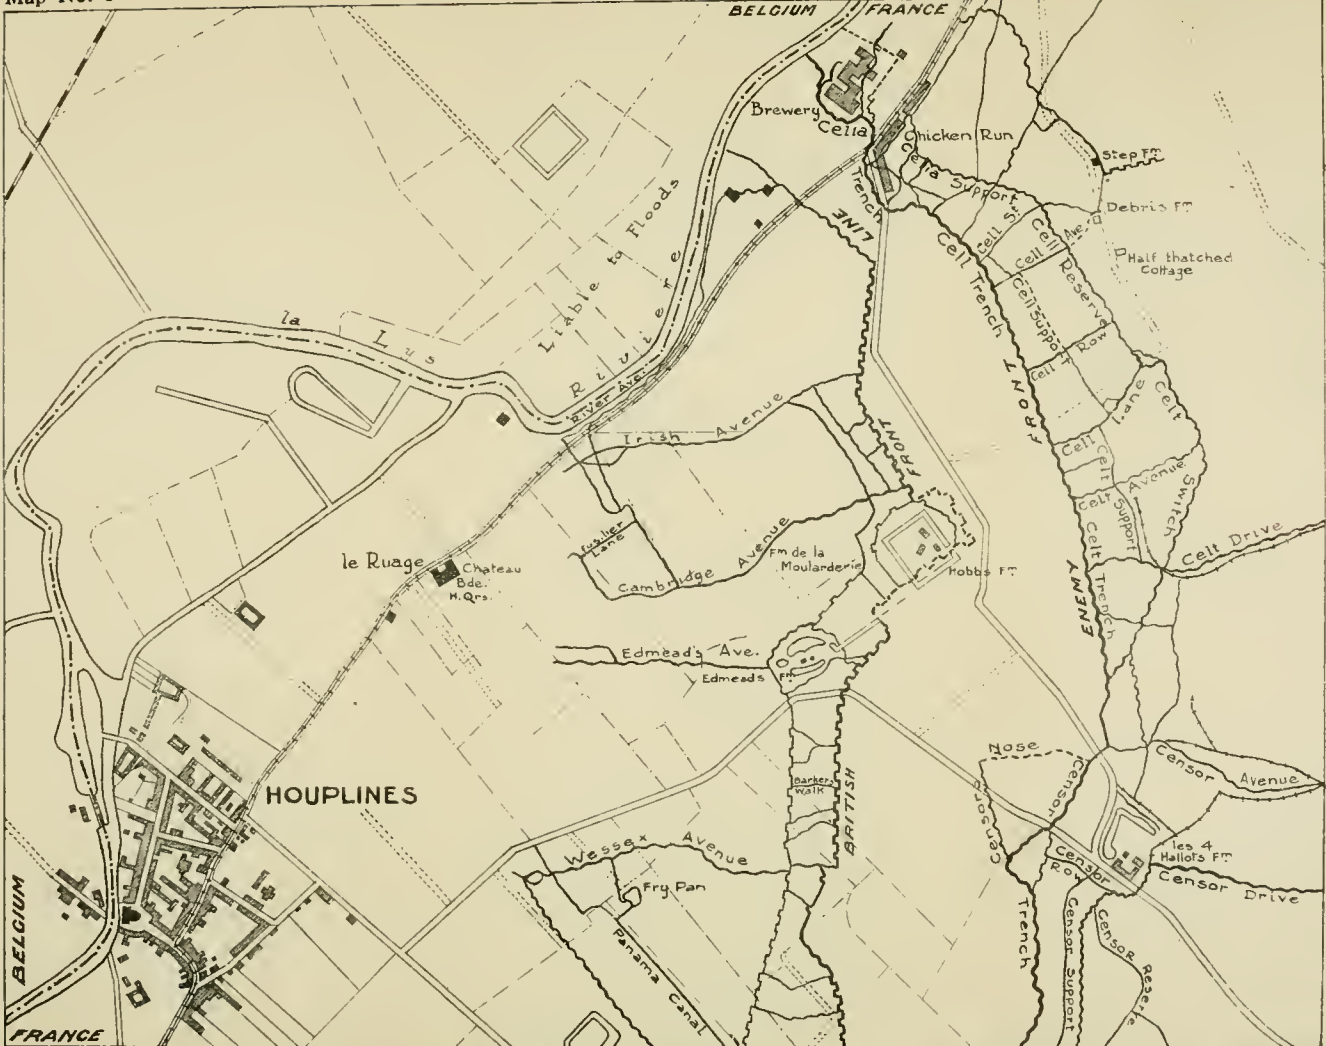 Map No.
BELGIUM
FRANCE
Brewery
Cella
Chicken Run
Step Fm
Cella Support
Trench
LINE
Debris Fm
Cell St.
Cell Ave.
Cell Reserve
Half thatched
Cottage
Cell Trench
Cell Support
Cell Row
Liable to Floods
la Lys Rivière
River Ave.
Irish Avenue
FRONT
FRONT
Lane
Celt
Celt
Celt Avenue
Celt Support
Switch
Celt Drive
Celt Trench
ENEMY
Fusilier
Lane
Cambridge Avenue
Fm de la
Moularderie
Hobbs Fm
le Ruage
Chateau
Bde.
H.Qrs.
Edmead's Ave.
Edmeads Fm
Barkers
Walk
BRITISH
Nose
Censor
Censor
Censor Avenue
HOUPLINES
Wessex Avenue
Fry Pan
Panama Canal
les 4
Hallots Fm
Censor
Row
Censor Drive
Trench
Censor Support
Censor Reserve
BELGIUM
FRANCE